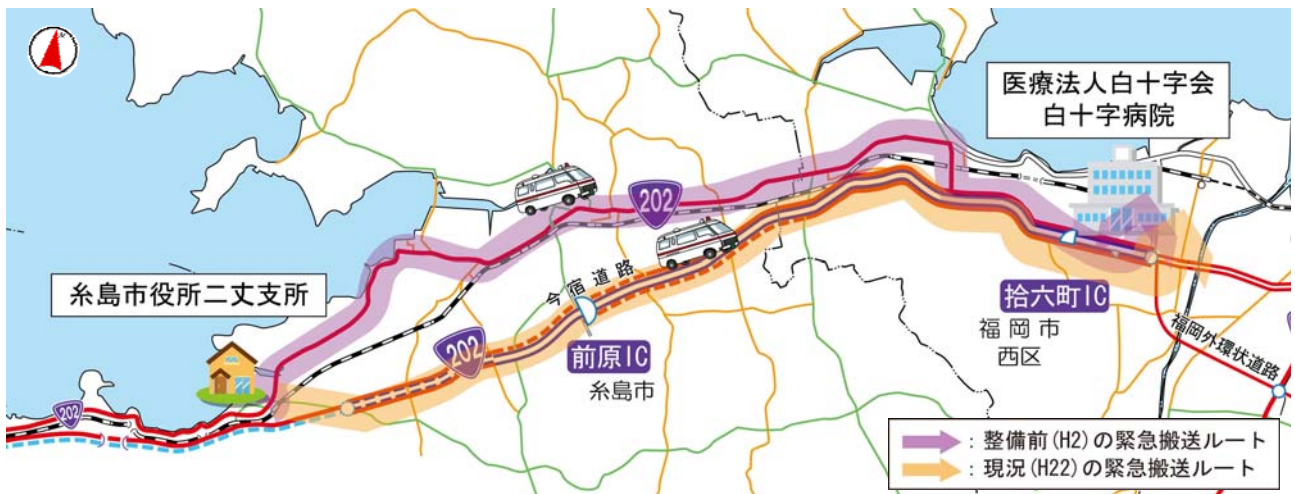 医療法人白十字会
白十字病院
202
糸島市役所二丈支所
今宿道路
拾六町IC
福岡市
西区
202
前原IC
糸島市
福岡外環状道路
202
整備前(H2)の緊急搬送ルート
現況(H22)の緊急搬送ルート